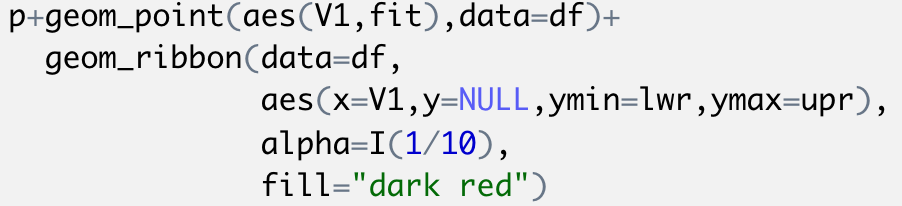 p+geom_point(aes(V1,fit),data=df)+
  geom_ribbon(data=df,
              aes(x=V1,y=NULL,ymin=lwr,ymax=upr),
              alpha=I(1/10),
              fill="dark red")